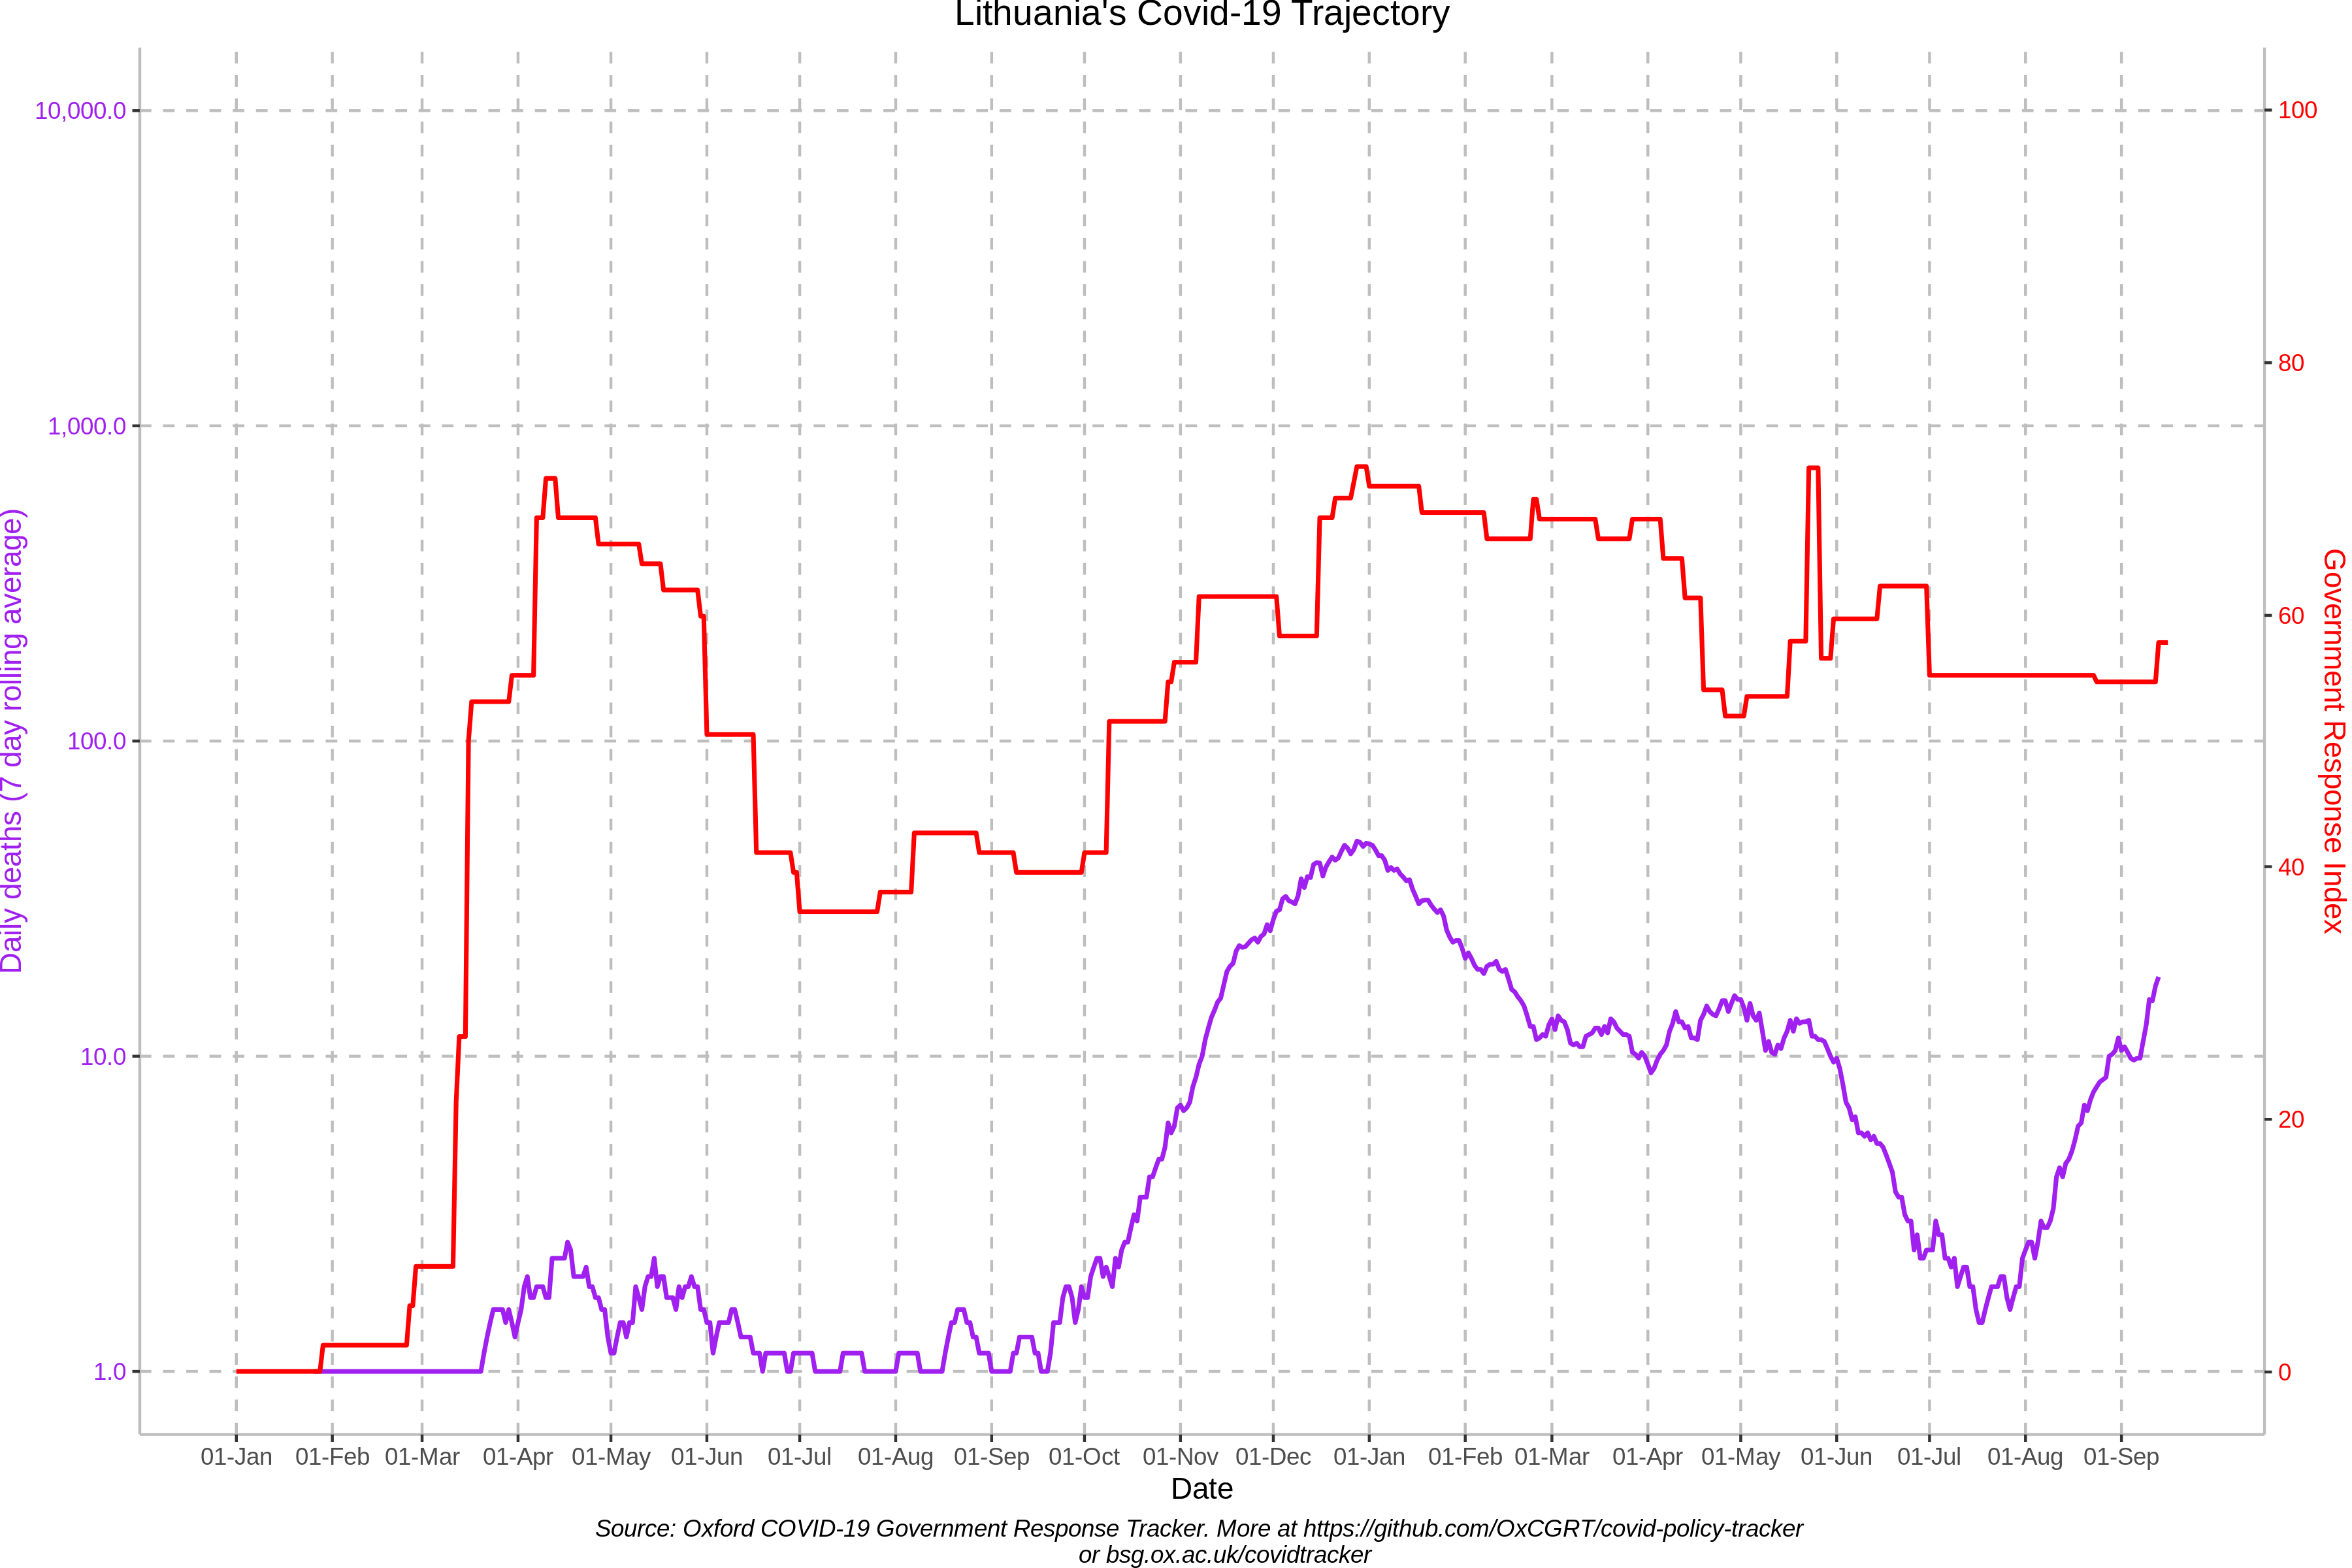 Lithuania's Covid-19 Trajectory
10,000.0
1,000.0
100.0
10.0
1.0
Daily deaths (7 day rolling average)
100
80
60
40
20
0
Government Response Index
01-Jan 01-Feb 01-Mar 01-Apr 01-May 01-Jun 01-Jul 01-Aug 01-Sep 01-Oct 01-Nov 01-Dec 01-Jan 01-Feb 01-Mar 01-Apr 01-May 01-Jun 01-Jul 01-Aug 01-Sep
Date
Source: Oxford COVID-19 Government Response Tracker. More at https://github.com/OxCGRT/covid-policy-tracker
or bsg.ox.ac.uk/covidtracker